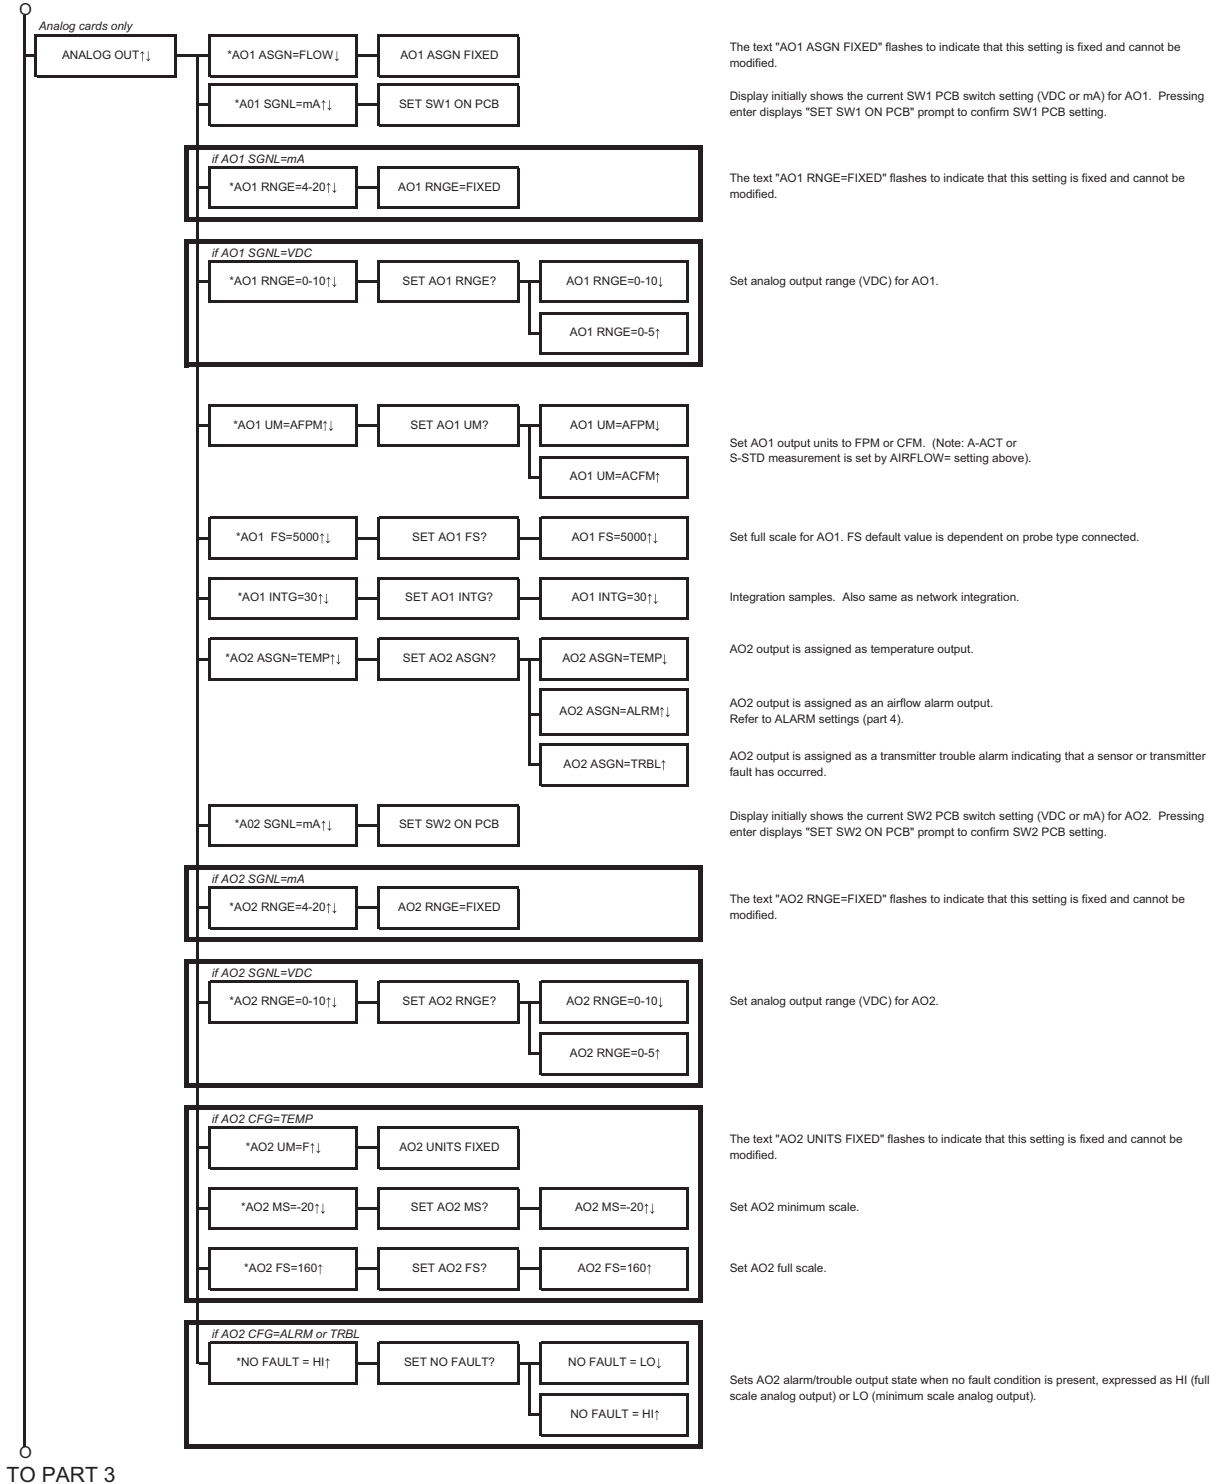 O
Analog cards only
ANALOG OUT↑↓
*AO1 ASGN=FLOW↓
AO1 ASGN FIXED
The text "AO1 ASGN FIXED" flashes to indicate that this setting is fixed and cannot be
modified.
*A01 SGNL=mA↑↓
SET SW1 ON PCB
Display initially shows the current SW1 PCB switch setting (VDC or mA) for AO1. Pressing
enter displays "SET SW1 ON PCB" prompt to confirm SW1 PCB setting.
if AO1 SGNL=mA
*AO1 RNGE=4-20↑↓
AO1 RNGE=FIXED
The text "AO1 RNGE=FIXED" flashes to indicate that this setting is fixed and cannot be
modified.
if AO1 SGNL=VDC
*AO1 RNGE=0-10↑↓
SET AO1 RNGE?
AO1 RNGE=0-10↓
Set analog output range (VDC) for AO1.
AO1 RNGE=0-5↑
*AO1 UM=AFPM↑↓
SET AO1 UM?
AO1 UM=AFPM↓
Set AO1 output units to FPM or CFM. (Note: A-ACT or
S-STD measurement is set by AIRFLOW= setting above).
AO1 UM=ACFM↑
*AO1 FS=5000↑↓
SET AO1 FS?
AO1 FS=5000↑↓
Set full scale for AO1. FS default value is dependent on probe type connected.
*AO1 INTG=30↑↓
SET AO1 INTG?
AO1 INTG=30↑↓
Integration samples. Also same as network integration.
*AO2 ASGN=TEMP↑↓
SET AO2 ASGN?
AO2 ASGN=TEMP↓
AO2 output is assigned as temperature output.
AO2 ASGN=ALRM↑↓
AO2 output is assigned as an airflow alarm output.
Refer to ALARM settings (part 4).
AO2 ASGN=TRBL↑
AO2 output is assigned as a transmitter trouble alarm indicating that a sensor or transmitter
fault has occurred.
*A02 SGNL=mA↑↓
SET SW2 ON PCB
Display initially shows the current SW2 PCB switch setting (VDC or mA) for AO2. Pressing
enter displays "SET SW2 ON PCB" prompt to confirm SW2 PCB setting.
if AO2 SGNL=mA
*AO2 RNGE=4-20↑↓
AO2 RNGE=FIXED
The text "AO2 RNGE=FIXED" flashes to indicate that this setting is fixed and cannot be
modified.
if AO2 SGNL=VDC
*AO2 RNGE=0-10↑↓
SET AO2 RNGE?
AO2 RNGE=0-10↓
Set analog output range (VDC) for AO2.
AO2 RNGE=0-5↑
if AO2 CFG=TEMP
*AO2 UM=F↑↓
AO2 UNITS FIXED
The text "AO2 UNITS FIXED" flashes to indicate that this setting is fixed and cannot be
modified.
*AO2 MS=-20↑↓
SET AO2 MS?
AO2 MS=-20↑↓
Set AO2 minimum scale.
*AO2 FS=160↑
SET AO2 FS?
AO2 FS=160↑
Set AO2 full scale.
if AO2 CFG=ALRM or TRBL
*NO FAULT = HI↑
SET NO FAULT?
NO FAULT = LO↓
Sets AO2 alarm/trouble output state when no fault condition is present, expressed as HI (full
scale analog output) or LO (minimum scale analog output).
NO FAULT = HI↑
O
TO PART 3